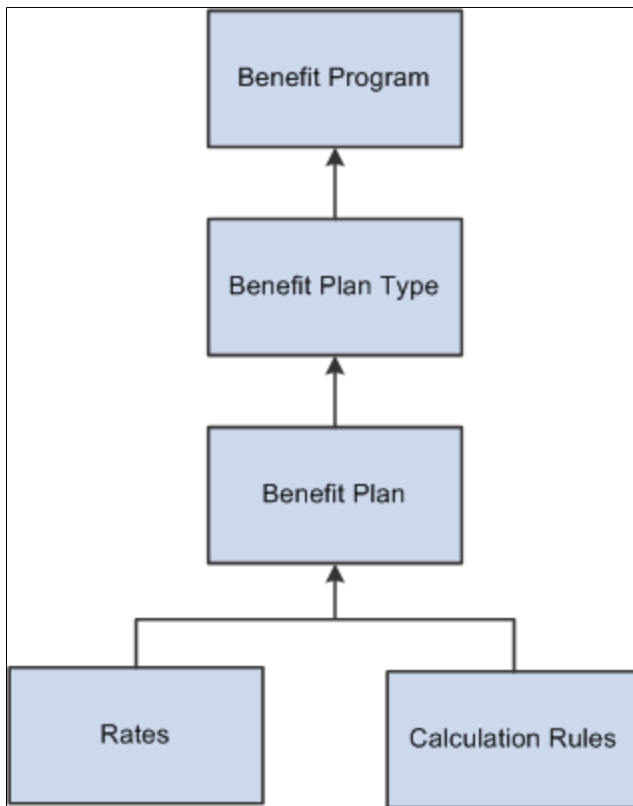 Benefit Program
Benefit Plan Type
Benefit Plan
Rates
Calculation Rules